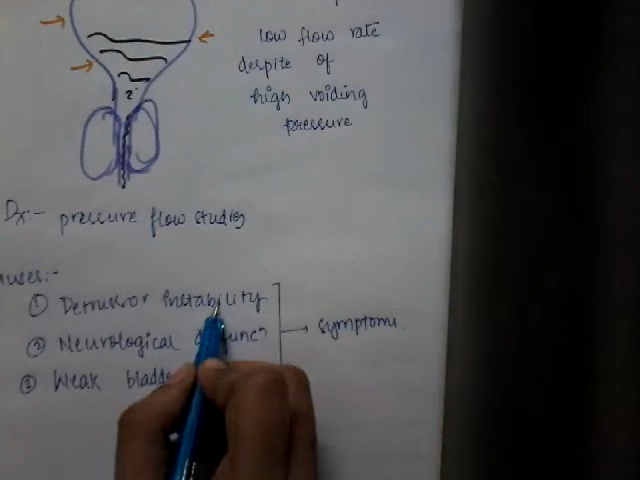 low flow rate
despite of
high voiding
pressure
Dx:- pressure flow studies
uses:-
① Detrusor instability
② Neurological
③ Weak
→ symptoms